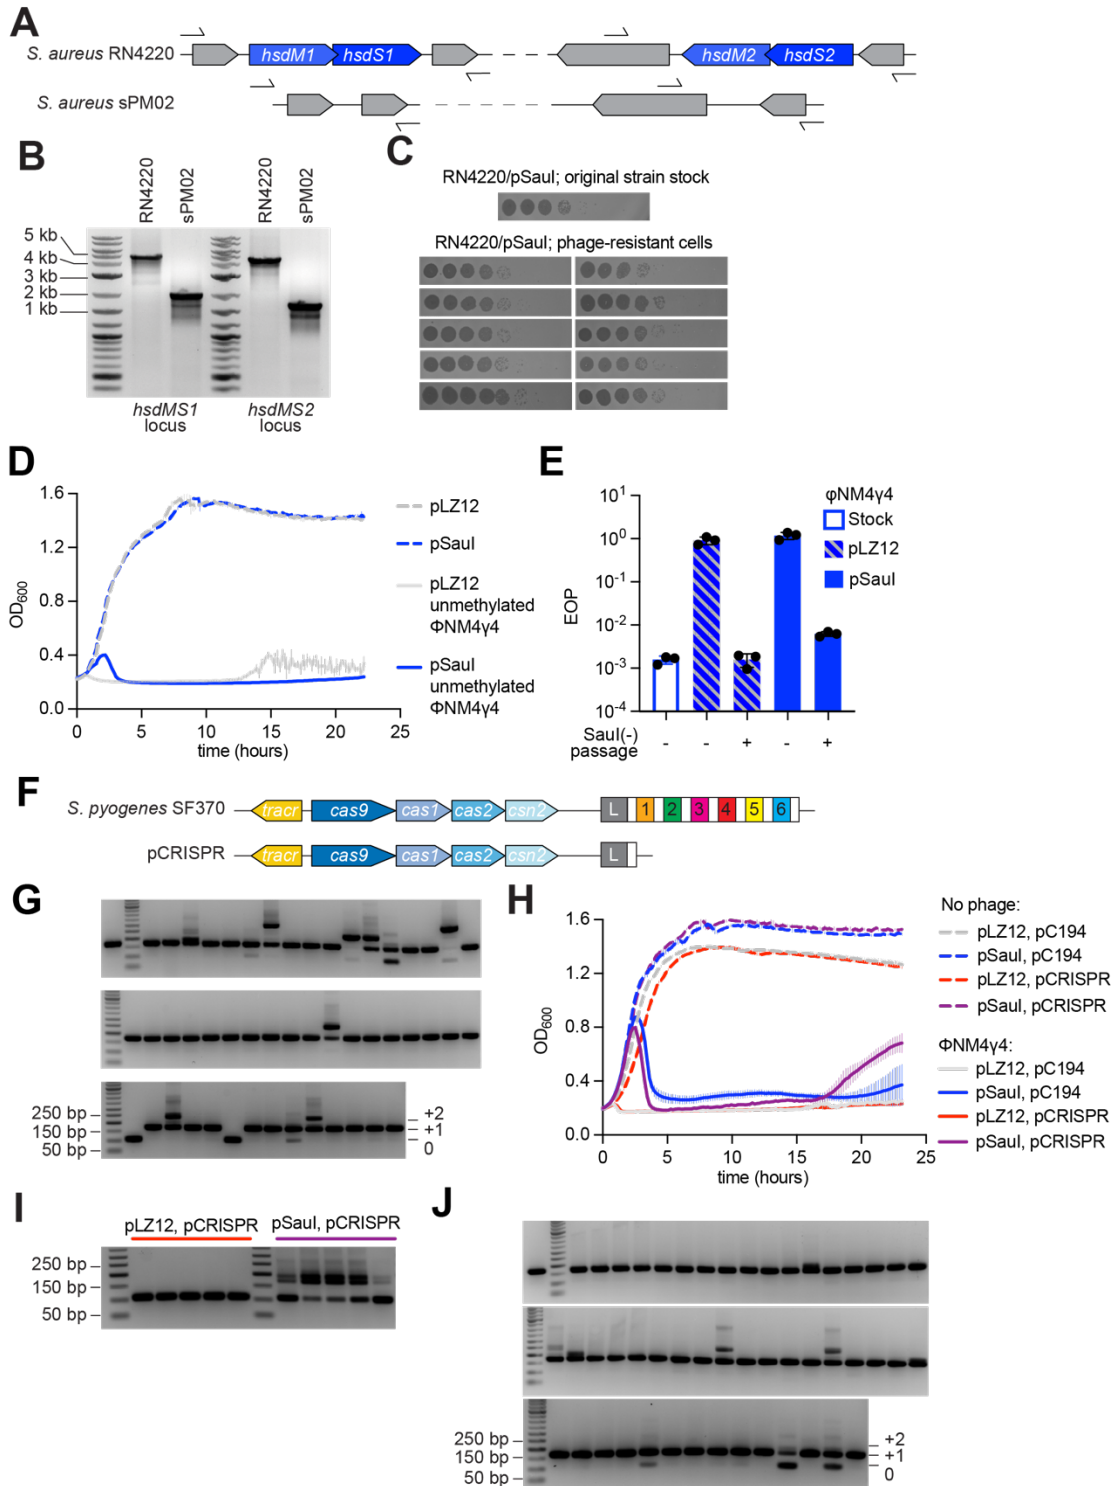 A
S. aureus RN4220
hsdM1
hsdS1
hsdM2
hsdS2
S. aureus sPM02
B
RN4220
sPM02
RN4220
sPM02
5 kb
4 kb
3 kb
2 kb
1 kb
hsdMS1
locus
hsdMS2
locus
C
RN4220/pSauI; original strain stock
RN4220/pSauI; phage-resistant cells
D
OD600
1.6
1.2
0.8
0.4
0.0
0
5
10
15
20
25
time (hours)
pLZ12
pSauI
pLZ12
unmethylated
ΦNM4γ4
pSauI
unmethylated
ΦNM4γ4
E
EOP
10^1
10^0
10^-1
10^-2
10^-3
10^-4
φNM4γ4
Stock
pLZ12
pSauI
SauI(-)
passage
- - + - +
F
S. pyogenes SF370
tracr
cas9
cas1
cas2
csn2
L
1
2
3
4
5
6
pCRISPR
tracr
cas9
cas1
cas2
csn2
L
G
250 bp
150 bp
50 bp
+2
+1
0
H
OD600
1.6
1.2
0.8
0.4
0.0
0
5
10
15
20
25
time (hours)
No phage:
pLZ12, pC194
pSauI, pC194
pLZ12, pCRISPR
pSauI, pCRISPR
ΦNM4γ4:
pLZ12, pC194
pSauI, pC194
pLZ12, pCRISPR
pSauI, pCRISPR
I
pLZ12, pCRISPR
pSauI, pCRISPR
250 bp
150 bp
50 bp
J
250 bp
150 bp
50 bp
+2
+1
0